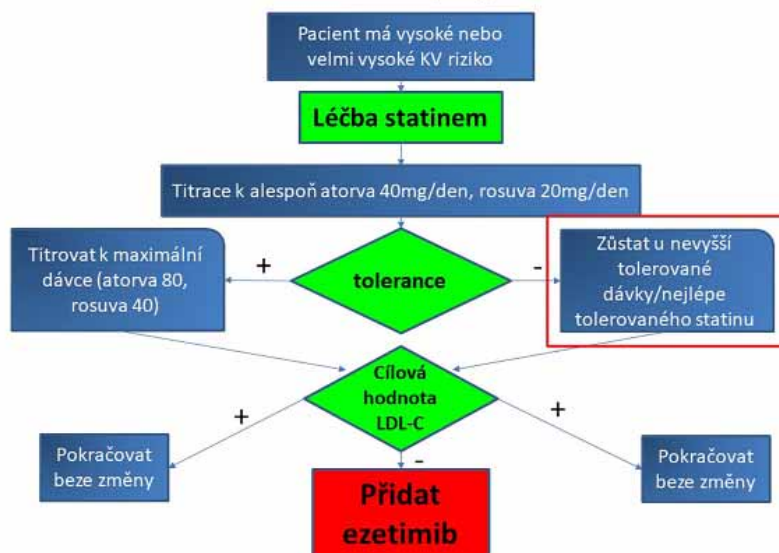 Pacient má vysoké nebo
velmi vysoké KV riziko
Léčba statinem
Titrace k alespoň atorva 40mg/den, rosuva 20mg/den
Titrovat k maximální
dávce (atorva 80,
rosuva 40)
+
tolerance
-
Zůstat u nevyšší
tolerované
dávky/nejlépe
tolerovaného statinu
Cílová
hodnota
LDL-C
+
+
Pokračovat
beze změny
-
Pokračovat
beze změny
Přidat
ezetimib